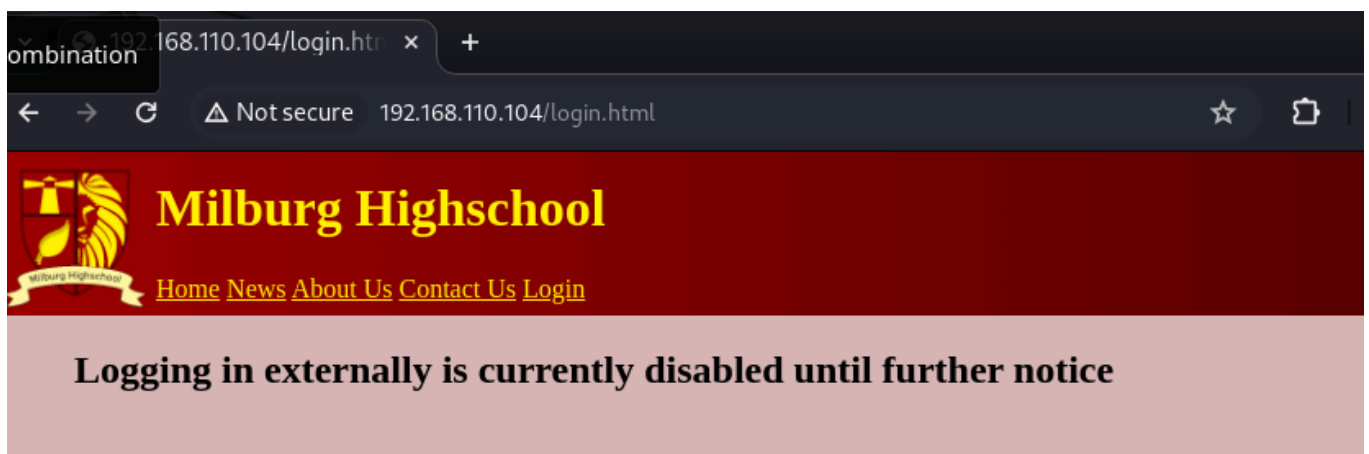 ombination
192.168.110.104/login.htm
Not secure 192.168.110.104/login.html
Milburg Highschool
Milburg Highschool
Home News About Us Contact Us Login
Logging in externally is currently disabled until further notice